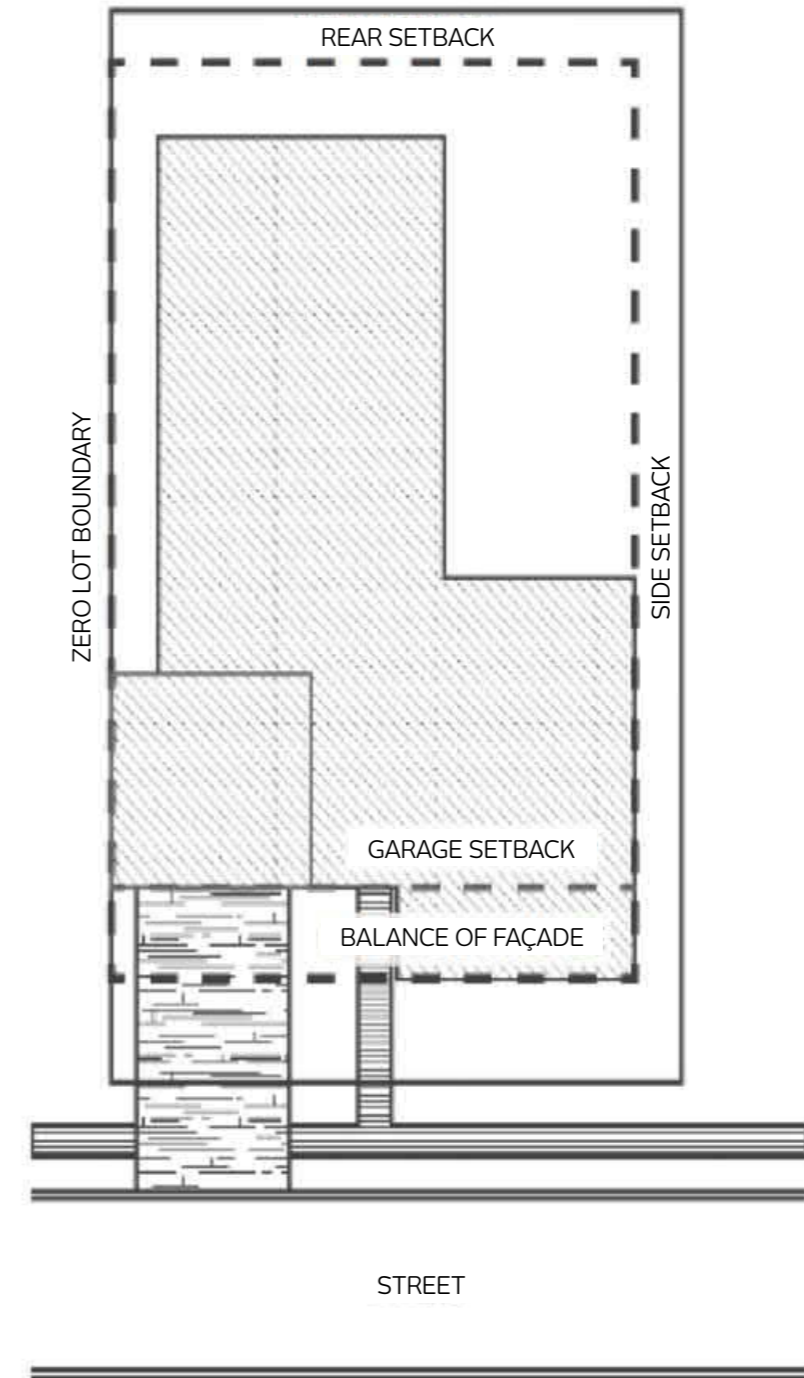 REAR SETBACK
ZERO LOT BOUNDARY
SIDE SETBACK
GARAGE SETBACK
BALANCE OF FAÇADE
STREET